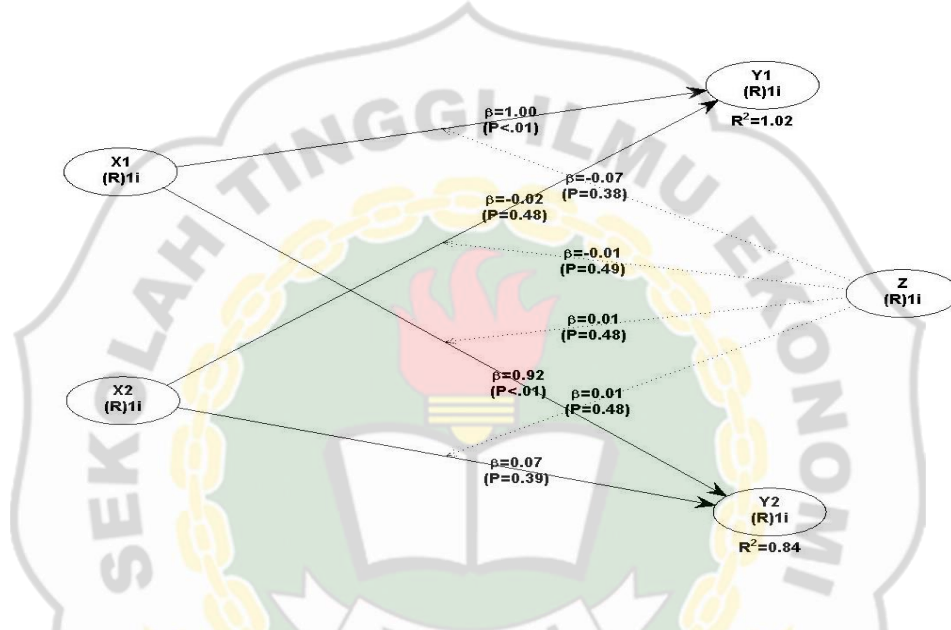 Y1
(R)1i
R²=1.02
β=1.00
(P<.01)
X1
(R)1i
β=-0.07
(P=0.38)
β=-0.02
(P=0.48)
β=-0.01
(P=0.49)
Z
(R)1i
β=0.01
(P=0.48)
β=0.92
(P<.01)
X2
(R)1i
β=0.01
(P=0.48)
β=0.07
(P=0.39)
Y2
(R)1i
R²=0.84
SEKOLAH TINGGI ILMU EKONOMI